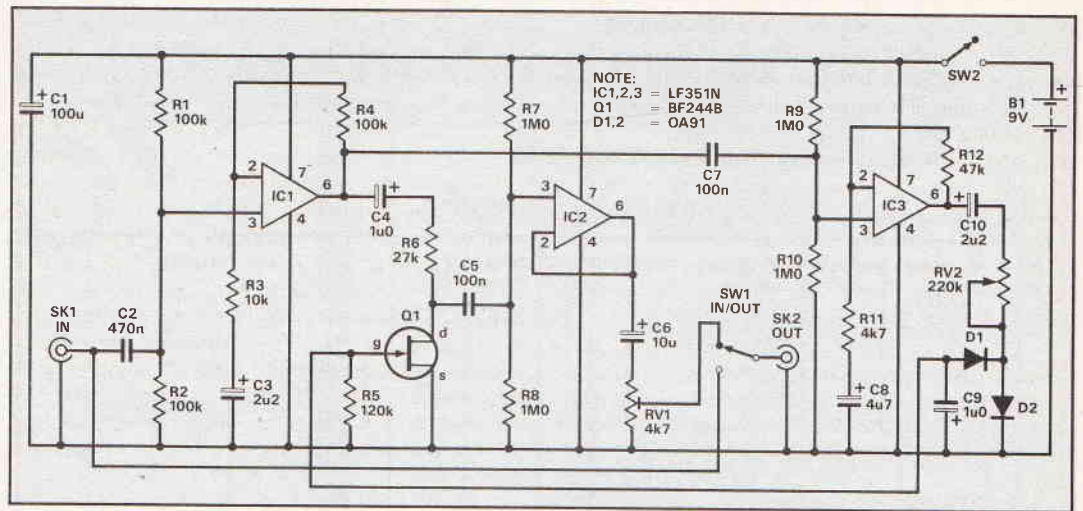 C1
100u
R1
100k
R4
100k
2
3
IC1
7
6
4
C4
1u0
R3
10k
C3
2u2
SK1
IN
C2
470n
R2
100k
R6
27k
C5
100n
Q1
g
d
s
R5
120k
R7
1M0
R8
1M0
3
2
IC2
7
6
4
NOTE:
IC1,2,3 = LF351N
Q1 = BF244B
D1,2 = OA91
C6
10u
RV1
4k7
SW1
IN/OUT
SK2
OUT
C7
100n
R9
1M0
R10
1M0
2
3
IC3
7
6
4
R12
47k
C10
2u2
R11
4k7
C8
4u7
RV2
220k
D1
C9
1u0
D2
SW2
B1
9V
+
+
+
+
+
+
+
+